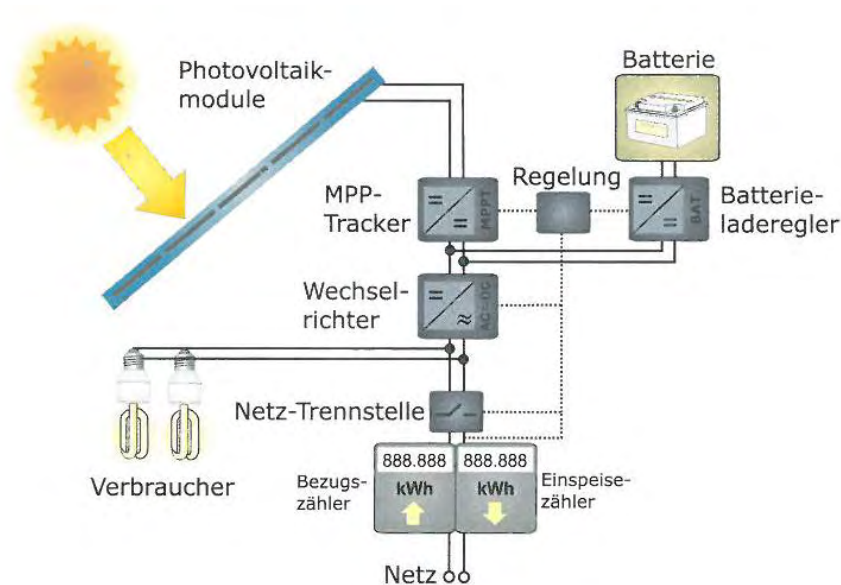 Photovoltaik-
module
Batterie
MPP-
Tracker
MPPT
Regelung
BAT
Batterie-
laderegler
Wechsel-
richter
AC-DC
Netz-Trennstelle
Verbraucher
Bezugs-
zähler
888.888
kWh
888.888
kWh
Einspeise-
zähler
Netz